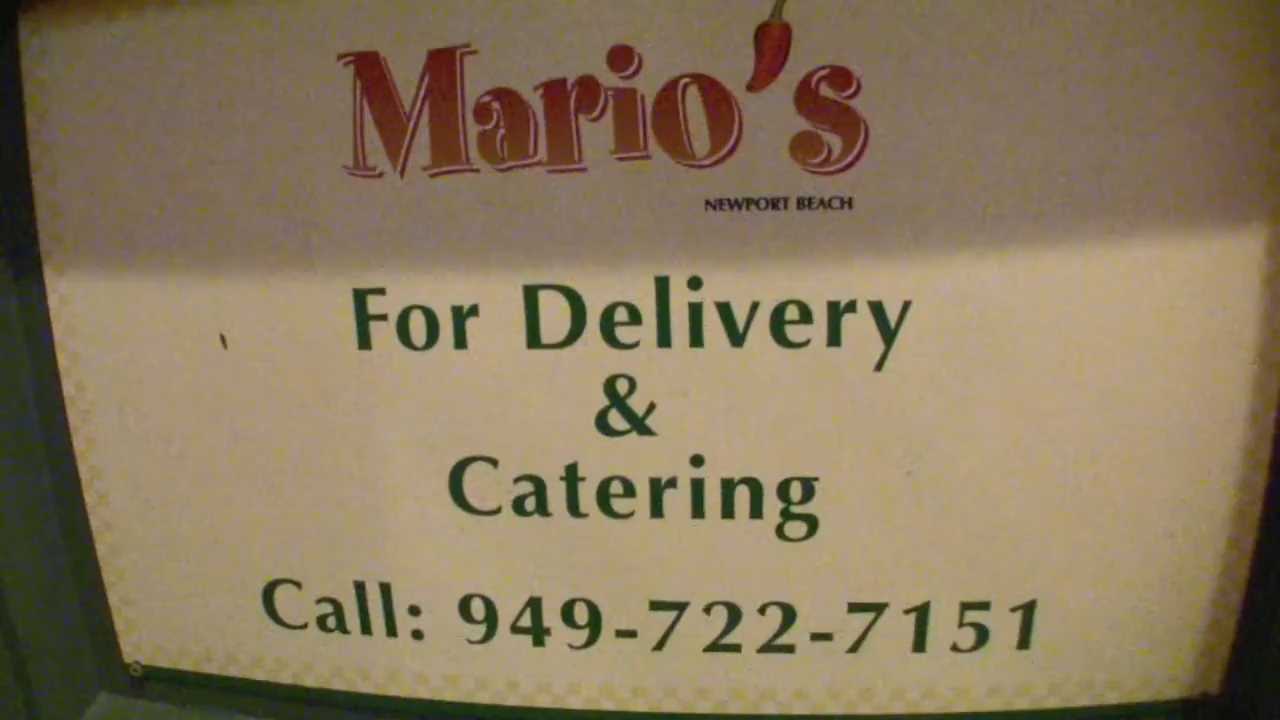 Mario's
NEWPORT BEACH
For Delivery
&
Catering
Call: 949-722-7151